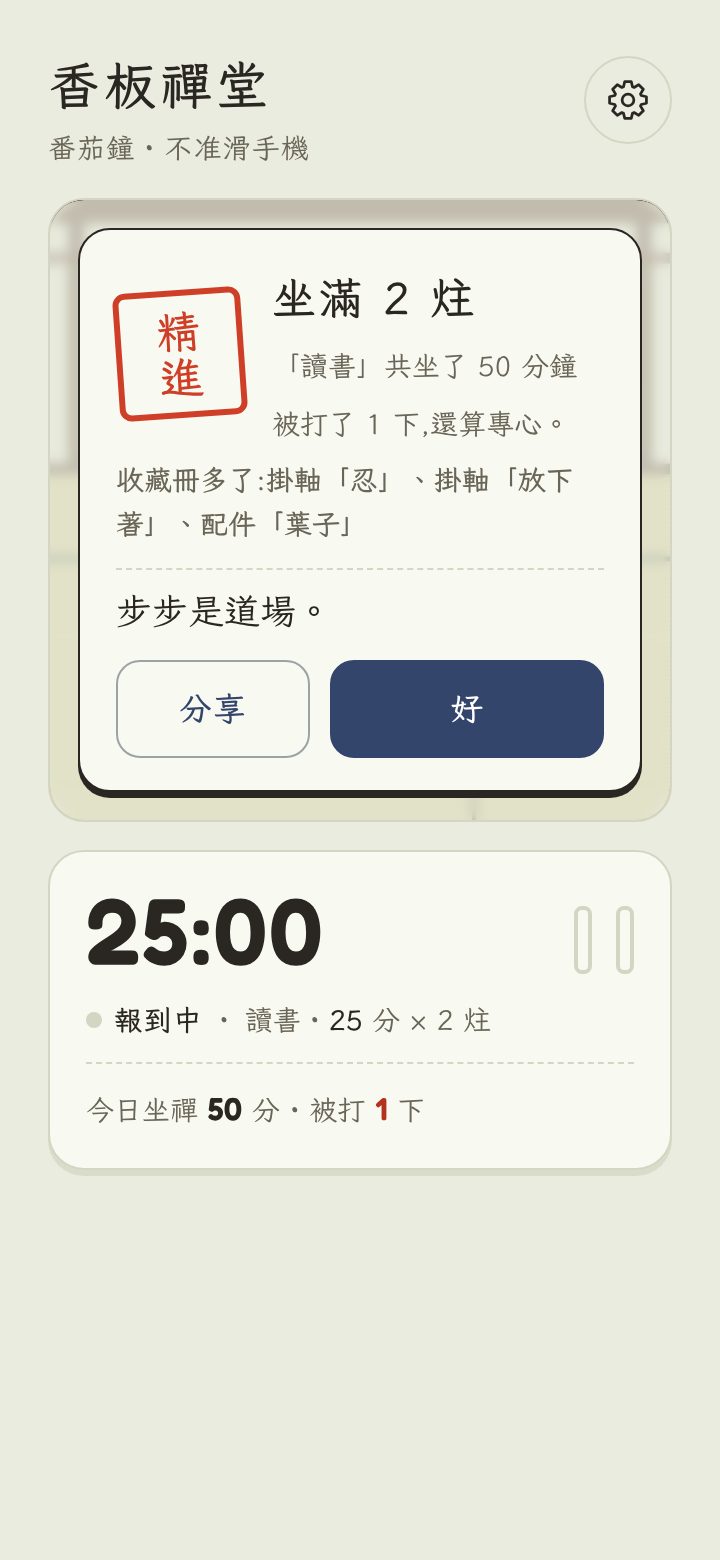 香板禪堂
番茄鐘・不准滑手機
精
進
坐滿 2 炷
「讀書」共坐了 50 分鐘
被打了 1 下,還算專心。
收藏冊多了:掛軸「忍」、掛軸「放下
著」、配件「葉子」
步步是道場。
分享
好
25:00
報到中 · 讀書・25 分 × 2 炷
今日坐禪 50 分・被打 1 下